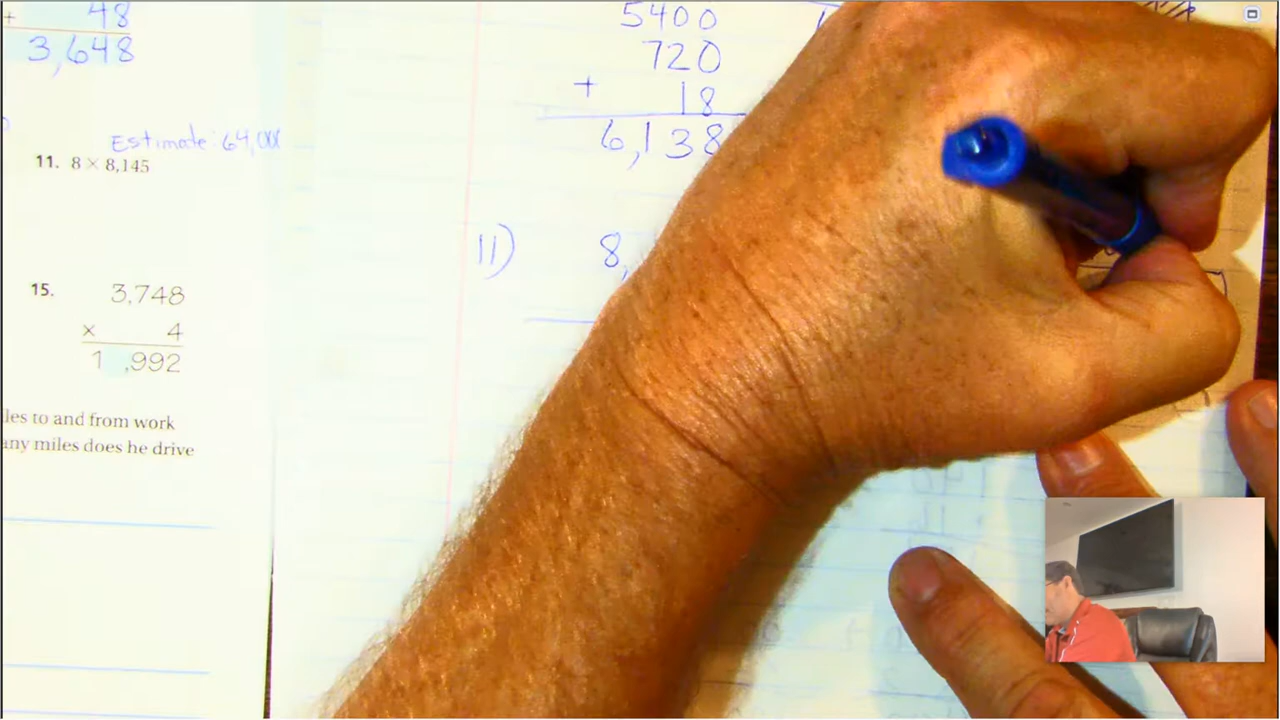 + 48
3,648
Estimate: 64,000
11. 8 × 8,145
15. 3,748
× 4
1 ,992
les to and from work
any miles does he drive
5400
720
+ 18
6,138
11) 8,